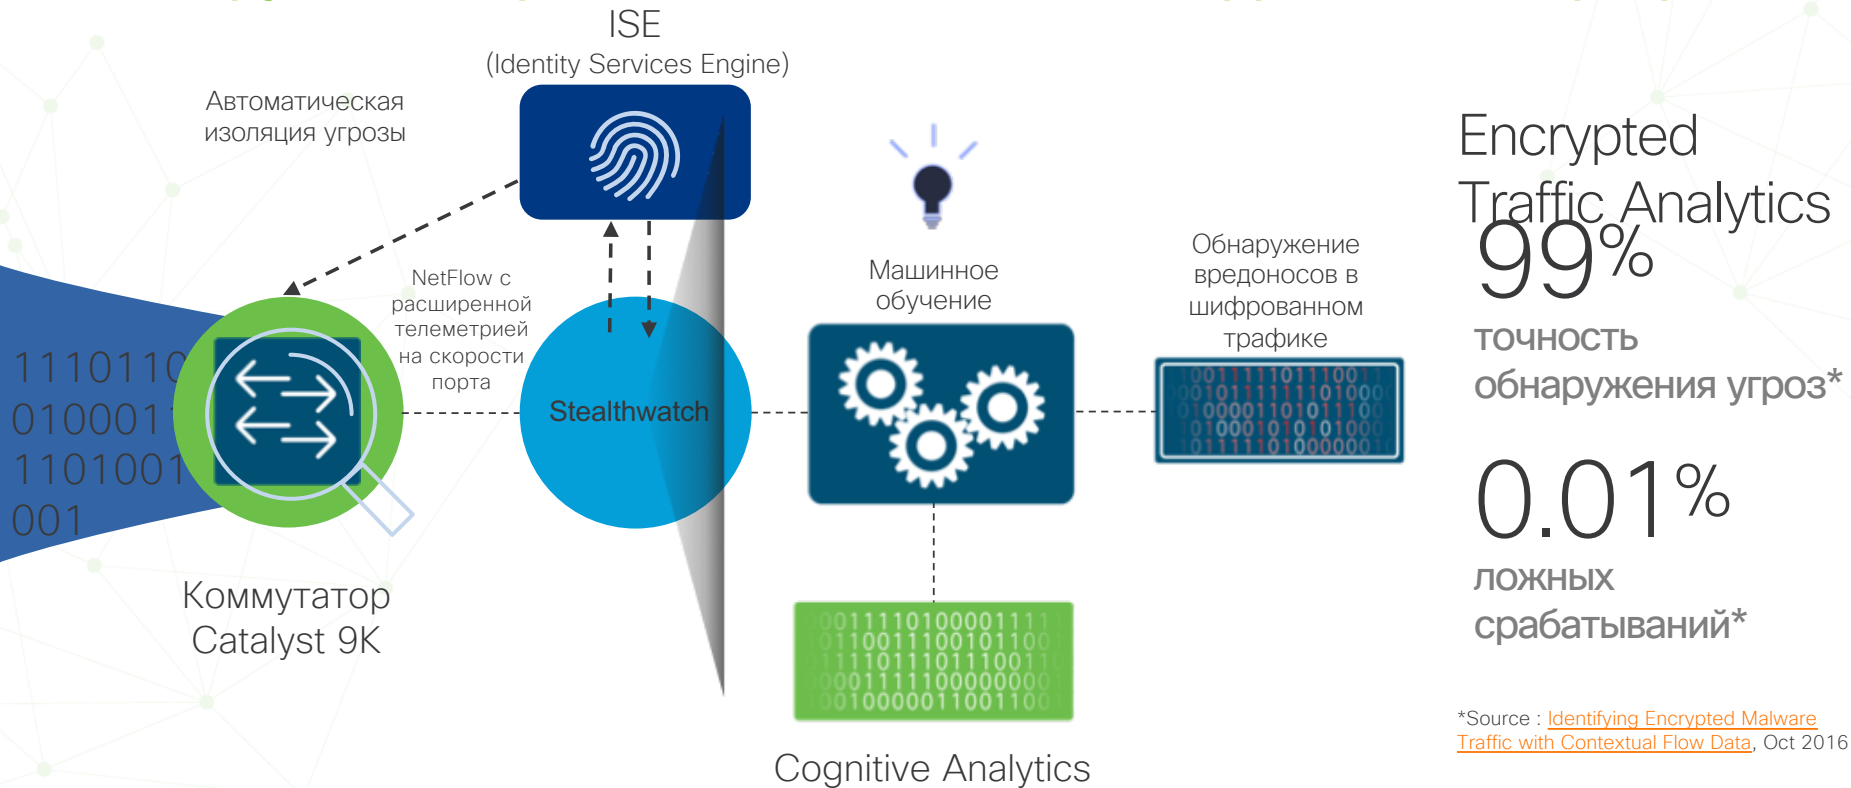 ISE
(Identity Services Engine)
Автоматическая
изоляция угрозы
NetFlow с
расширенной
телеметрией
на скорости
порта
Машинное
обучение
Обнаружение
вредоносов в
шифрованном
трафике
1110110
010001
1101001
001
Stealthwatch
Коммутатор
Catalyst 9K
Cognitive Analytics
Encrypted
Traffic Analytics
99%
точность
обнаружения угроз*
0.01%
ложных
срабатываний*
*Source : Identifying Encrypted Malware
Traffic with Contextual Flow Data, Oct 2016